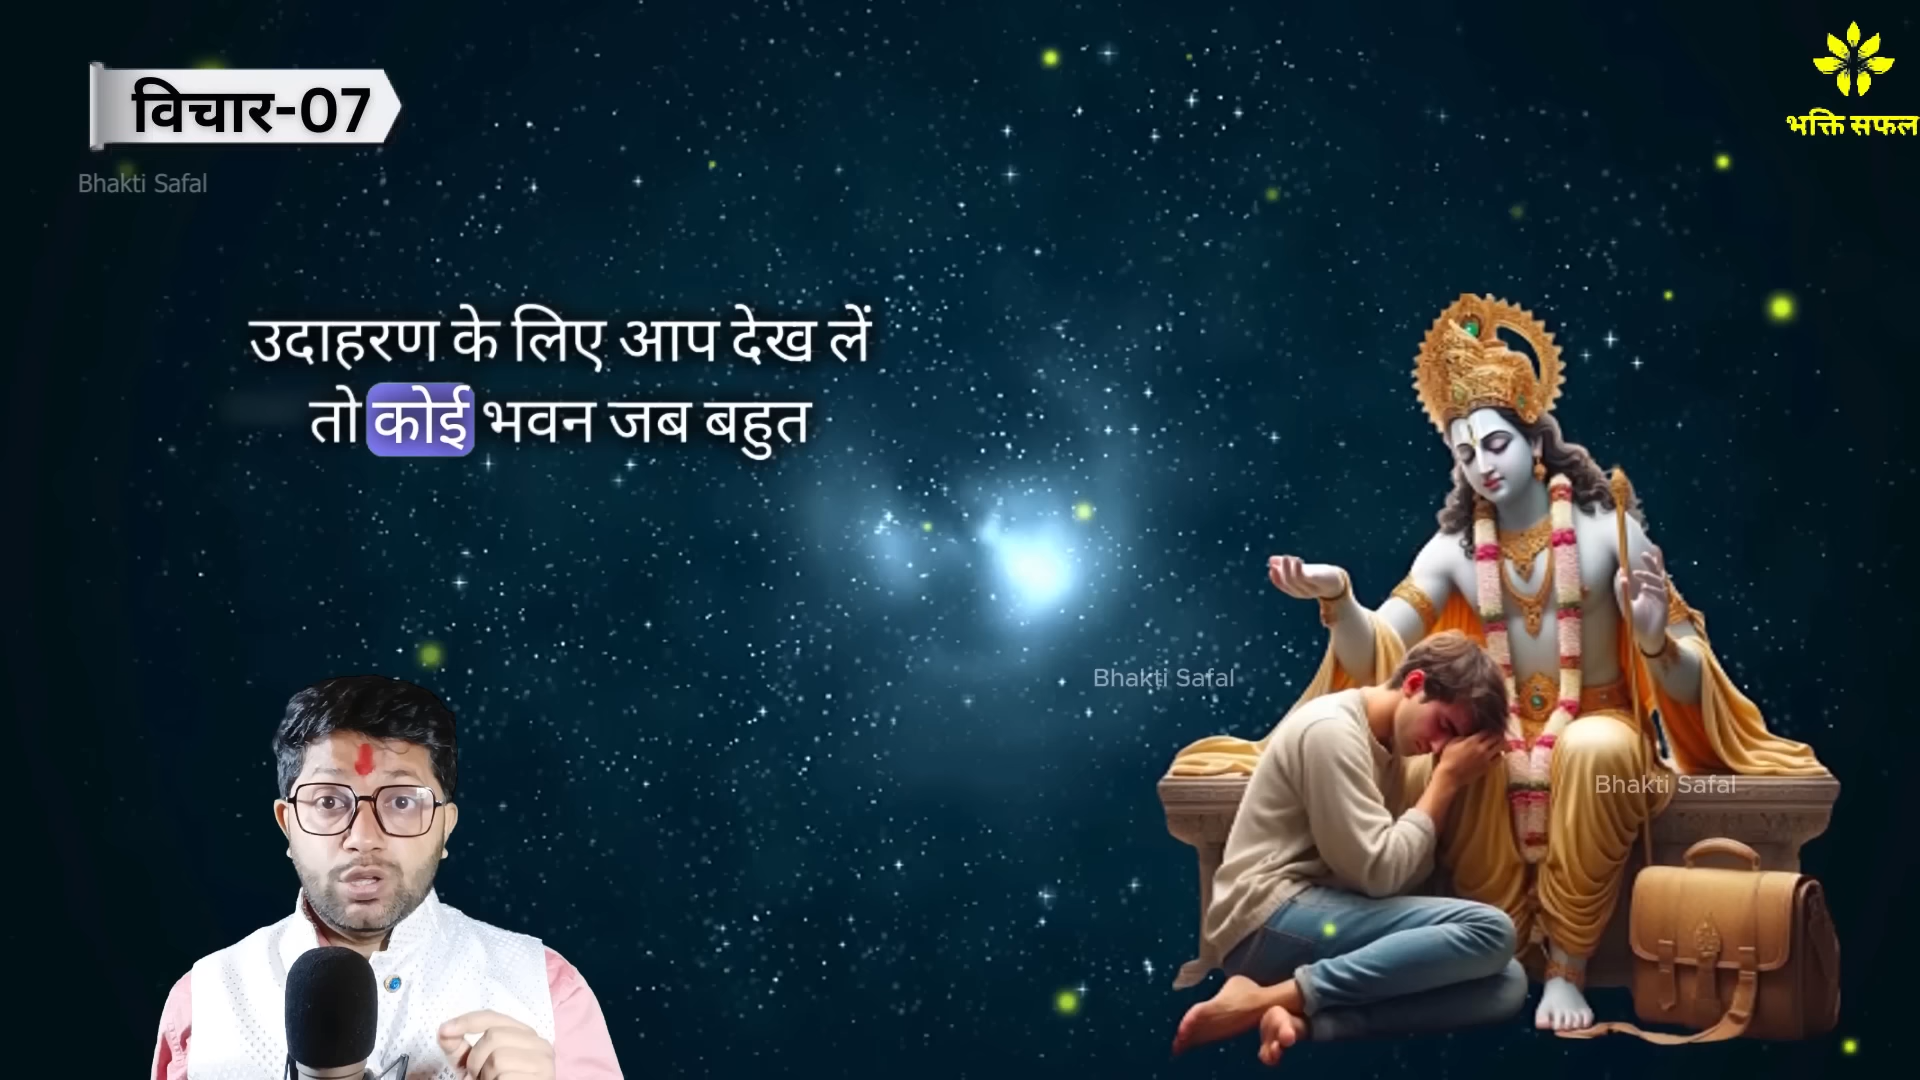 विचार-07
भक्ति सफल
Bhakti Safal
उदाहरण के लिए आप देख लें
तो कोई भवन जब बहुत
Bhakti Safal
Bhakti Safal